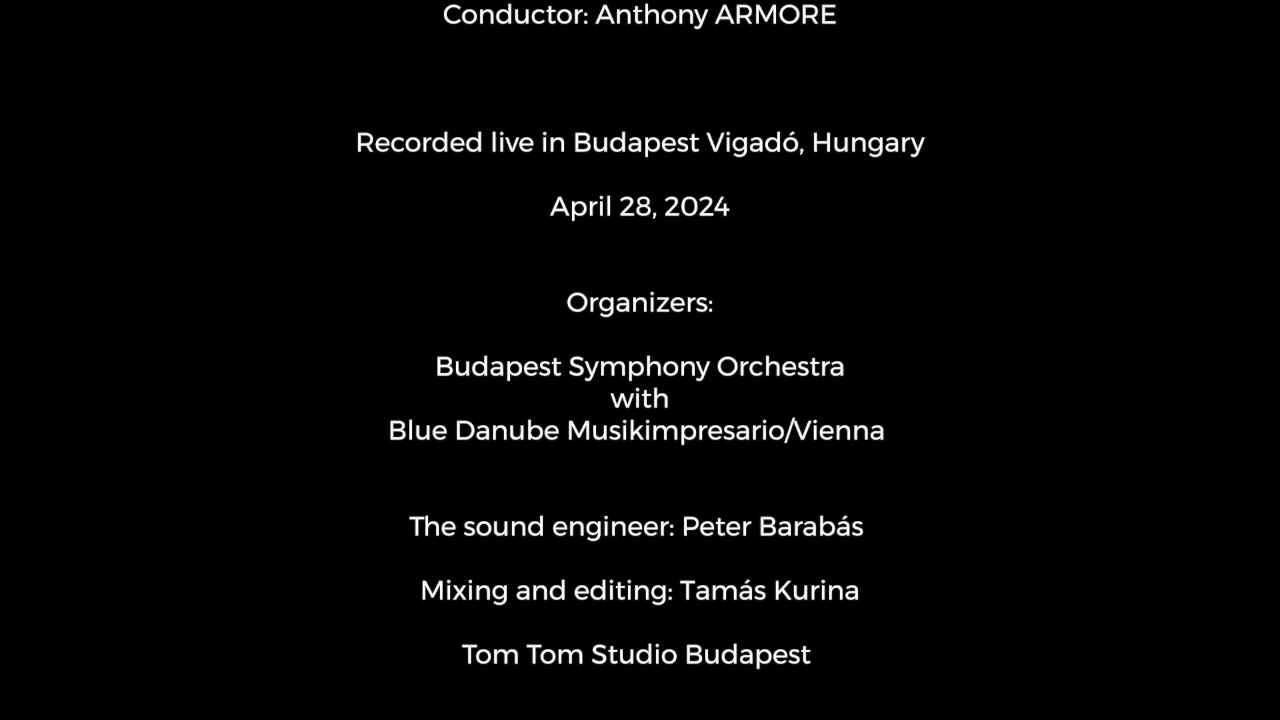 Conductor: Anthony ARMORE
Recorded live in Budapest Vigadó, Hungary
April 28, 2024
Organizers:
Budapest Symphony Orchestra
with
Blue Danube Musikimpresario/Vienna
The sound engineer: Peter Barabás
Mixing and editing: Tamás Kurina
Tom Tom Studio Budapest